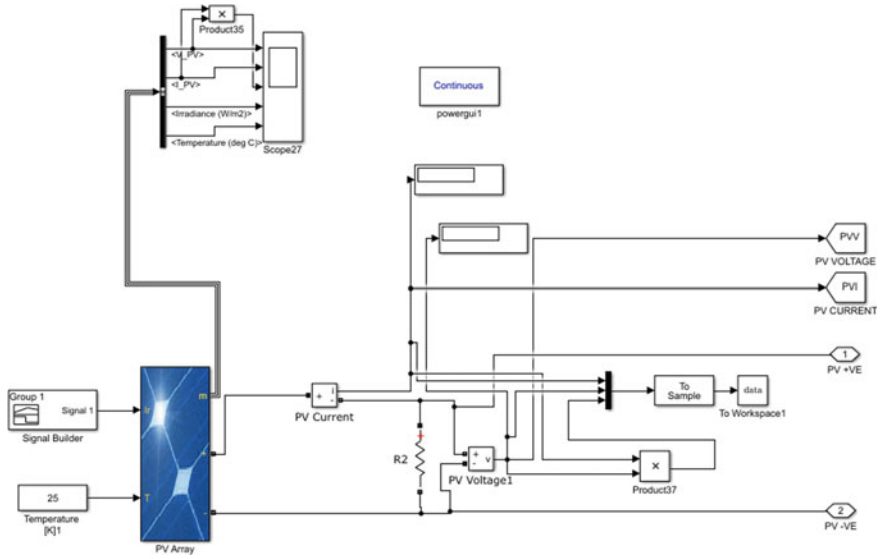 Product35
<V_PV>
<I_PV>
<Irradiance (W/m2)>
<Temperature (deg C)>
Scope27
Continuous
powergui1
PVV
PV VOLTAGE
PVI
PV CURRENT
1
PV +VE
Group 1
Signal 1
Signal Builder
Ir
m
+
T
-
PV Array
25
Temperature
[K]1
+
i
-
PV Current
+
R2
+
-
v
PV Voltage1
To
Sample
data
To Workspace1
×
Product37
2
PV -VE
×